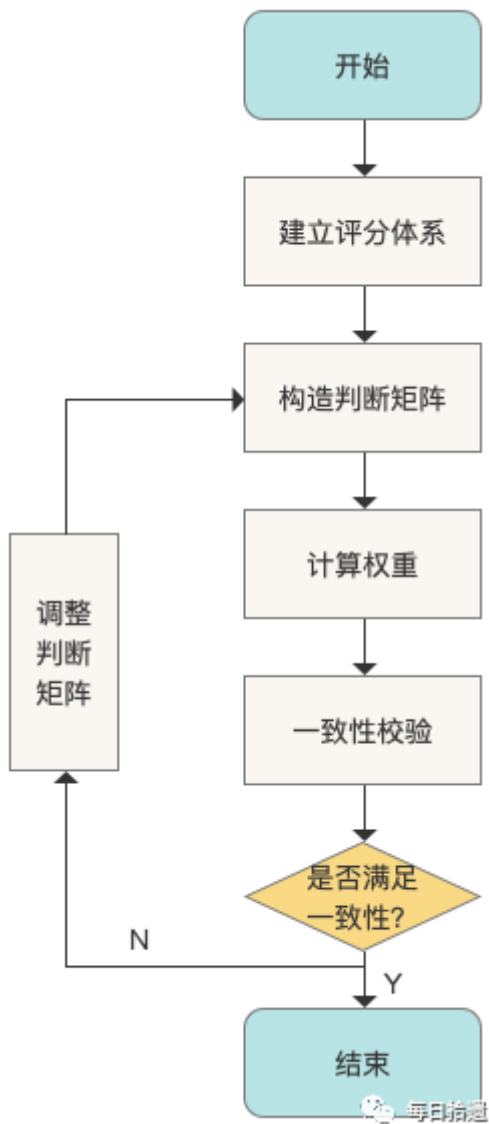 开始
建立评分体系
构造判断矩阵
计算权重
调整
判断
矩阵
一致性校验
是否满足
一致性?
N
Y
结束
每日拾遗